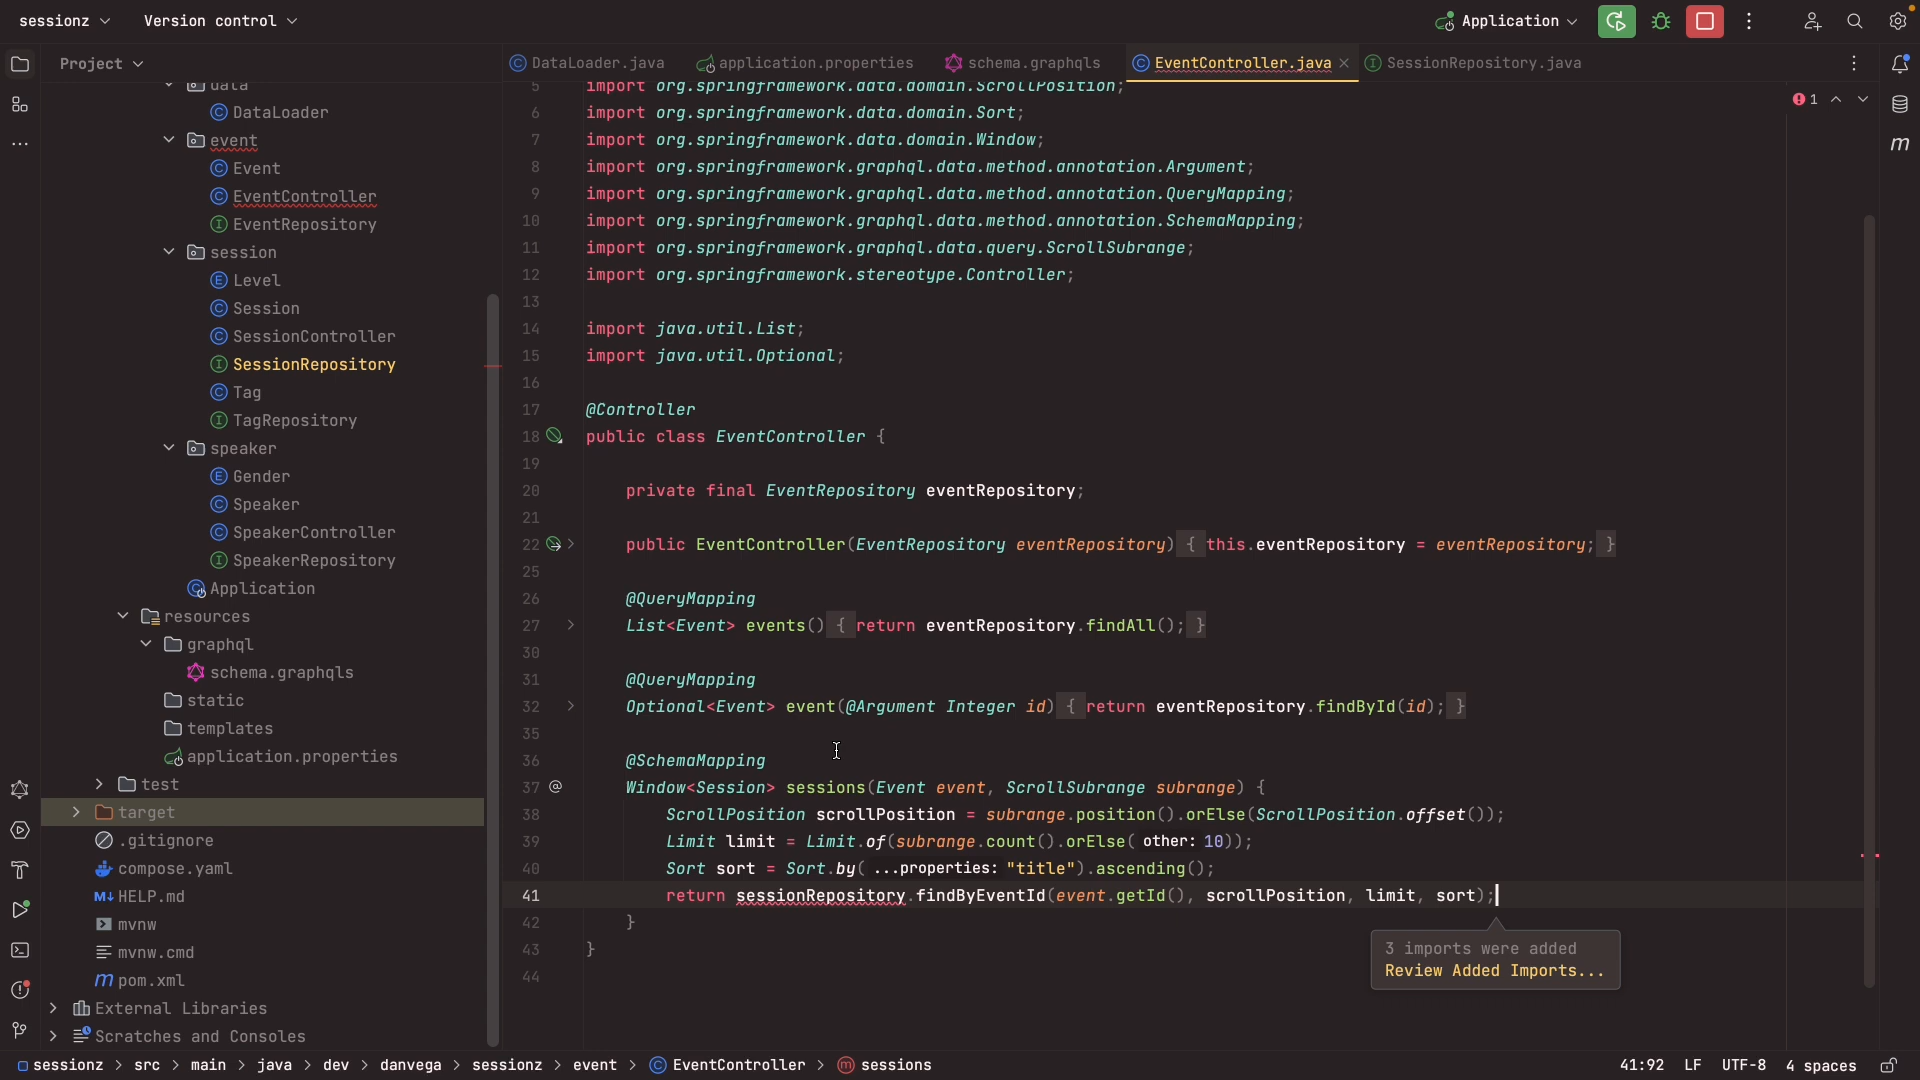 sessionz
Version control
Application
Project
DataLoader.java
application.properties
schema.graphqls
EventController.java
SessionRepository.java
data
DataLoader
event
Event
EventController
EventRepository
session
Level
Session
SessionController
SessionRepository
Tag
TagRepository
speaker
Gender
Speaker
SpeakerController
SpeakerRepository
Application
resources
graphql
schema.graphqls
static
templates
application.properties
test
target
.gitignore
compose.yaml
M↓ HELP.md
mvnw
mvnw.cmd
m pom.xml
External Libraries
Scratches and Consoles
1
m
5 import org.springframework.data.domain.ScrollPosition;
6 import org.springframework.data.domain.Sort;
7 import org.springframework.data.domain.Window;
8 import org.springframework.graphql.data.method.annotation.Argument;
9 import org.springframework.graphql.data.method.annotation.QueryMapping;
10 import org.springframework.graphql.data.method.annotation.SchemaMapping;
11 import org.springframework.graphql.data.query.ScrollSubrange;
12 import org.springframework.stereotype.Controller;
13
14 import java.util.List;
15 import java.util.Optional;
16
17 @Controller
18 public class EventController {
19
20 private final EventRepository eventRepository;
21
22 public EventController(EventRepository eventRepository) { this.eventRepository = eventRepository; }
25
26 @QueryMapping
27 List<Event> events() { return eventRepository.findAll(); }
30
31 @QueryMapping
32 Optional<Event> event(@Argument Integer id) { return eventRepository.findById(id); }
35
36 @SchemaMapping
37 @ Window<Session> sessions(Event event, ScrollSubrange subrange) {
38 ScrollPosition scrollPosition = subrange.position().orElse(ScrollPosition.offset());
39 Limit limit = Limit.of(subrange.count().orElse( other: 10));
40 Sort sort = Sort.by( ...properties: "title").ascending();
41 return sessionRepository.findByEventId(event.getId(), scrollPosition, limit, sort);
42 }
43 }
44
3 imports were added
Review Added Imports...
sessionz > src > main > java > dev > danvega > sessionz > event > EventController > sessions
41:92 LF UTF-8 4 spaces